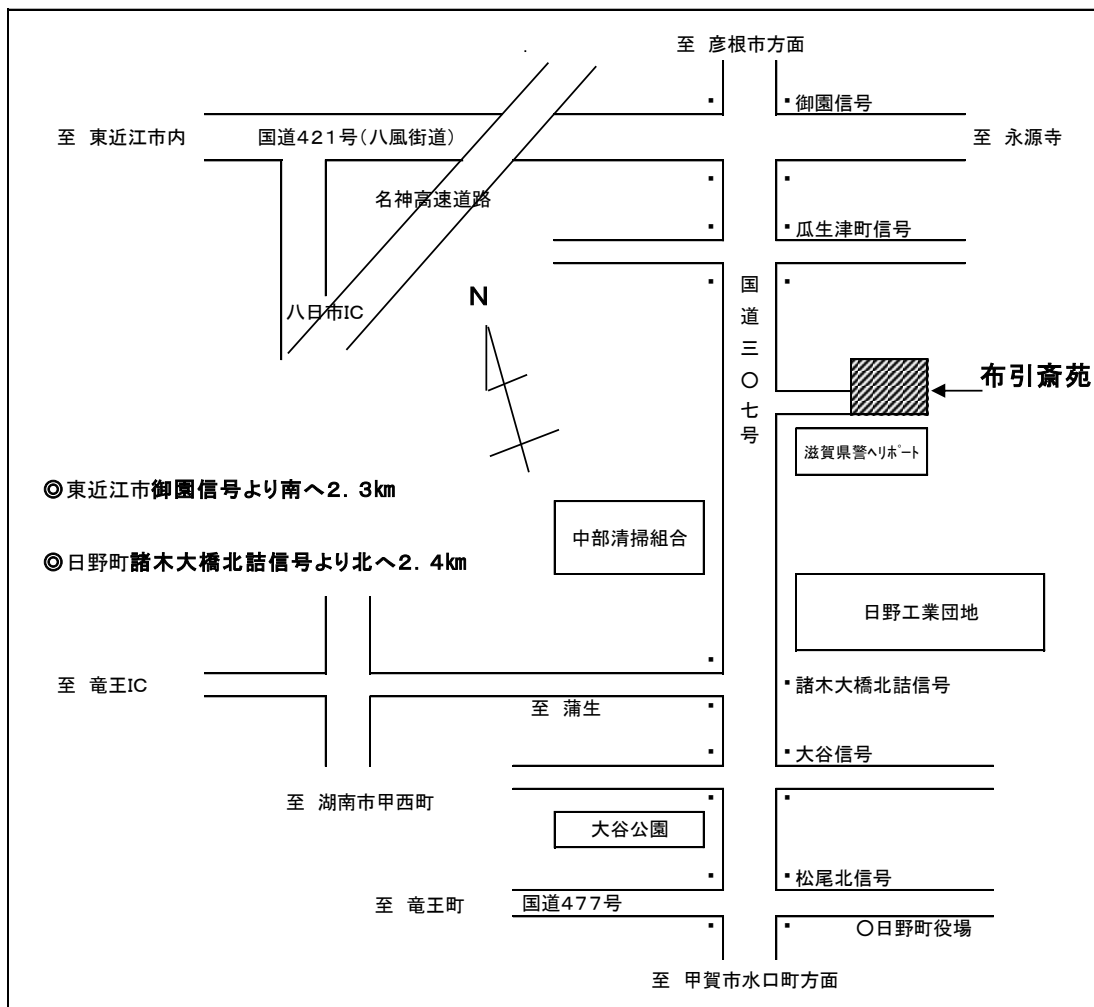 至 彦根市方面
御園信号
至 東近江市内
国道421号(八風街道)
至 永源寺
名神高速道路
瓜生津町信号
八日市IC
N
国道三〇七号
布引斎苑
滋賀県警ヘリポート
◎東近江市御園信号より南へ2.3km
中部清掃組合
◎日野町諸木大橋北詰信号より北へ2.4km
日野工業団地
至 竜王IC
諸木大橋北詰信号
至 蒲生
大谷信号
至 湖南市甲西町
大谷公園
松尾北信号
至 竜王町
国道477号
〇日野町役場
至 甲賀市水口町方面